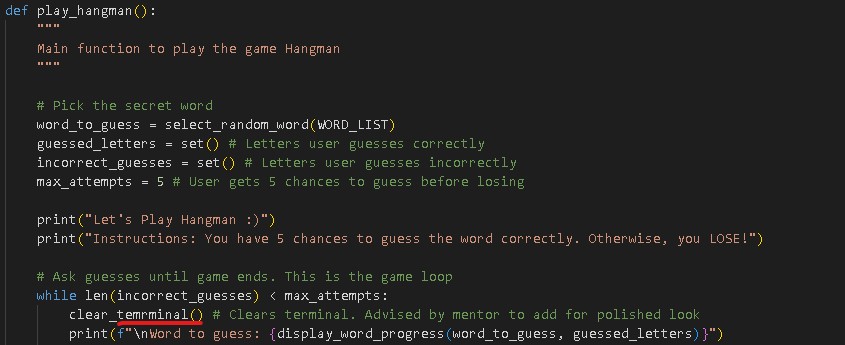 def play_hangman():
    """
    Main function to play the game Hangman
    """
    # Pick the secret word
    word_to_guess = select_random_word(WORD_LIST)
    guessed_letters = set() # Letters user guesses correctly
    incorrect_guesses = set() # Letters user guesses incorrectly
    max_attempts = 5 # User gets 5 chances to guess before losing
    print("Let's Play Hangman :)")
    print("Instructions: You have 5 chances to guess the word correctly. Otherwise, you LOSE!")
    # Ask guesses until game ends. This is the game loop
    while len(incorrect_guesses) < max_attempts:
        clear_temrminal() # Clears terminal. Advised by mentor to add for polished look
        print(f"\nWord to guess: {display_word_progress(word_to_guess, guessed_letters)}")